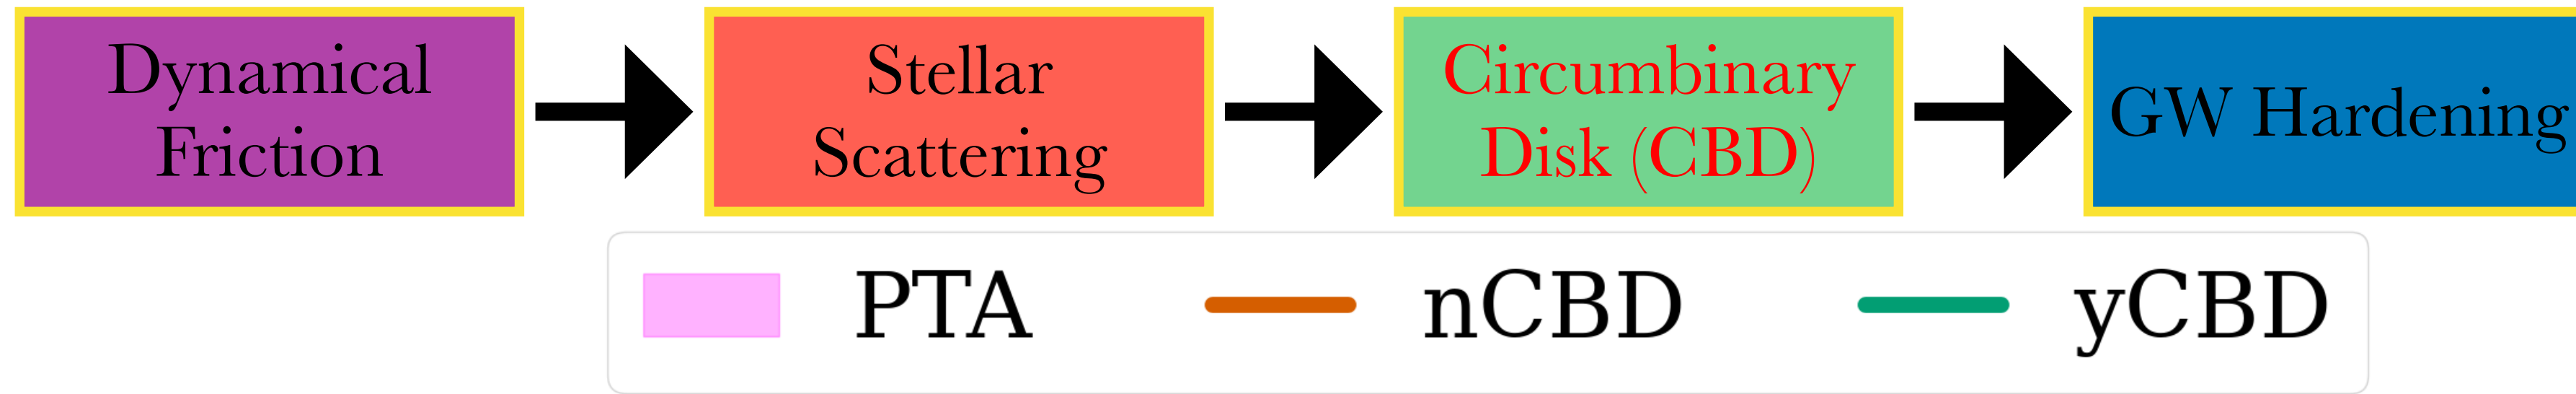 Dynamical
Friction
Stellar
Scattering
Circumbinary
Disk (CBD)
GW Hardening
PTA
nCBD
yCBD